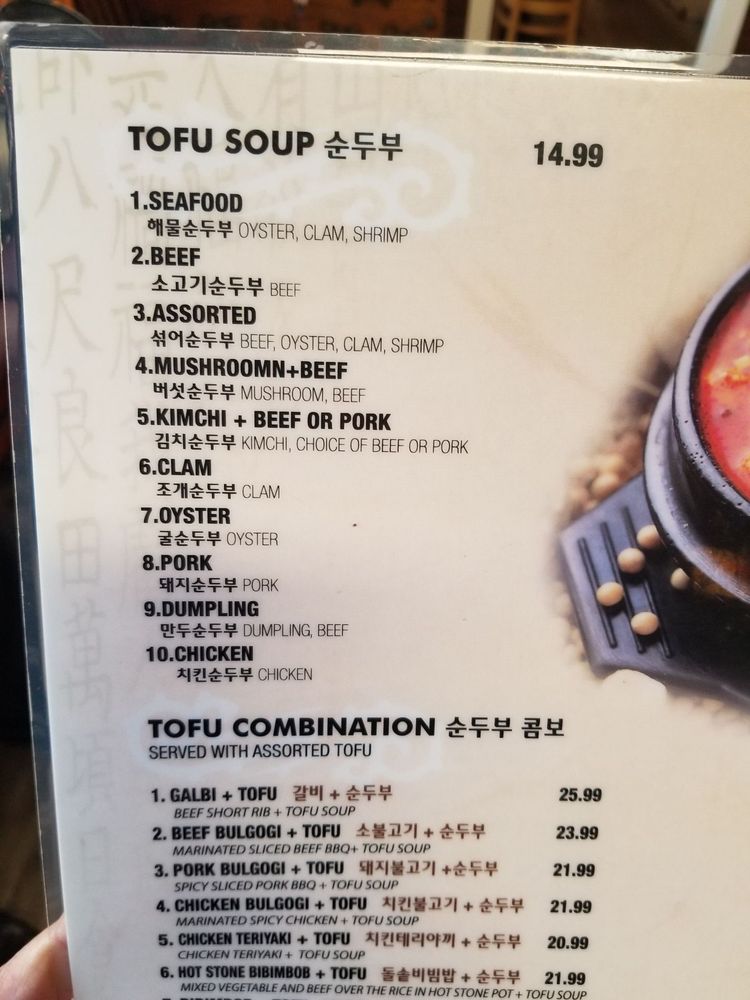 TOFU SOUP 순두부 14.99
1.SEAFOOD
해물순두부 OYSTER, CLAM, SHRIMP
2.BEEF
소고기순두부 BEEF
3.ASSORTED
섞어순두부 BEEF, OYSTER, CLAM, SHRIMP
4.MUSHROOMN+BEEF
버섯순두부 MUSHROOM, BEEF
5.KIMCHI + BEEF OR PORK
김치순두부 KIMCHI, CHOICE OF BEEF OR PORK
6.CLAM
조개순두부 CLAM
7.OYSTER
굴순두부 OYSTER
8.PORK
돼지순두부 PORK
9.DUMPLING
만두순두부 DUMPLING, BEEF
10.CHICKEN
치킨순두부 CHICKEN
TOFU COMBINATION 순두부 콤보
SERVED WITH ASSORTED TOFU
1. GALBI + TOFU 갈비 + 순두부 25.99
BEEF SHORT RIB + TOFU SOUP
2. BEEF BULGOGI + TOFU 소불고기 + 순두부 23.99
MARINATED SLICED BEEF BBQ+ TOFU SOUP
3. PORK BULGOGI + TOFU 돼지불고기 +순두부 21.99
SPICY SLICED PORK BBQ + TOFU SOUP
4. CHICKEN BULGOGI + TOFU 치킨불고기 + 순두부 21.99
MARINATED SPICY CHICKEN + TOFU SOUP
5. CHICKEN TERIYAKI + TOFU 치킨테리야끼 + 순두부 20.99
CHICKEN TERIYAKI + TOFU SOUP
6. HOT STONE BIBIMBOB + TOFU 돌솥비빔밥 + 순두부 21.99
MIXED VEGETABLE AND BEEF OVER THE RICE IN HOT STONE POT + TOFU SOUP